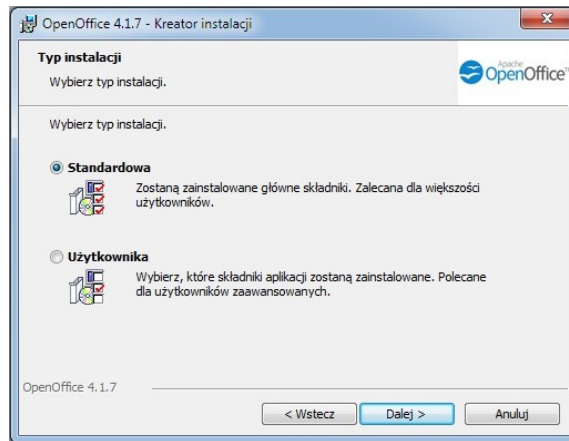 OpenOffice 4.1.7 - Kreator instalacji
Typ instalacji
Wybierz typ instalacji.
Apache
OpenOffice™
Wybierz typ instalacji.
Standardowa
Zostaną zainstalowane główne składniki. Zalecana dla większości
użytkowników.
Użytkownika
Wybierz, które składniki aplikacji zostaną zainstalowane. Polecane
dla użytkowników zaawansowanych.
OpenOffice 4.1.7
< Wstecz
Dalej >
Anuluj